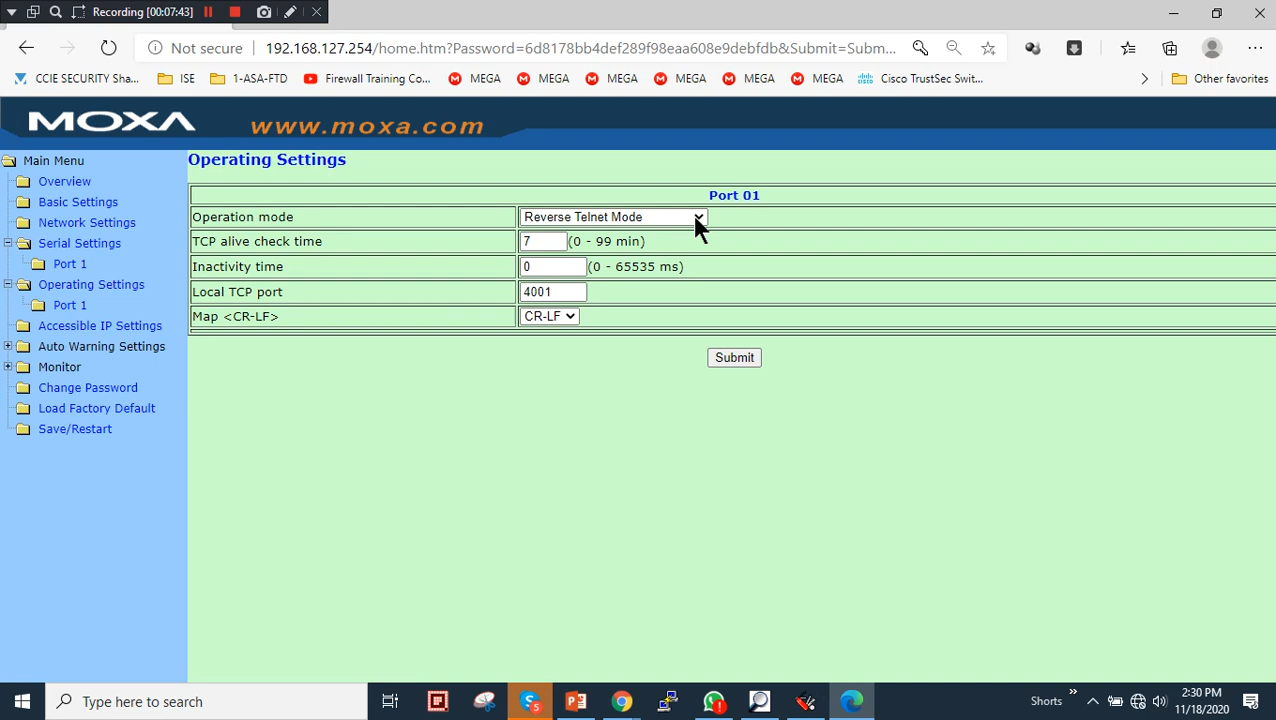 Recording [00:07:43]
Not secure 192.168.127.254/home.htm?Password=6d8178bb4def289f98eaa608e9debfdb&Submit=Subm...
CCIE SECURITY Sha... ISE 1-ASA-FTD Firewall Training Co... MEGA MEGA MEGA MEGA MEGA MEGA Cisco TrustSec Swit... Other favorites
MOXA www.moxa.com
Main Menu
Overview
Basic Settings
Network Settings
Serial Settings
Port 1
Operating Settings
Port 1
Accessible IP Settings
Auto Warning Settings
Monitor
Change Password
Load Factory Default
Save/Restart
Operating Settings
Port 01
Operation mode Reverse Telnet Mode
TCP alive check time 7 (0 - 99 min)
Inactivity time 0 (0 - 65535 ms)
Local TCP port 4001
Map <CR-LF> CR-LF
Submit
Type here to search
Shorts
2:30 PM
11/18/2020